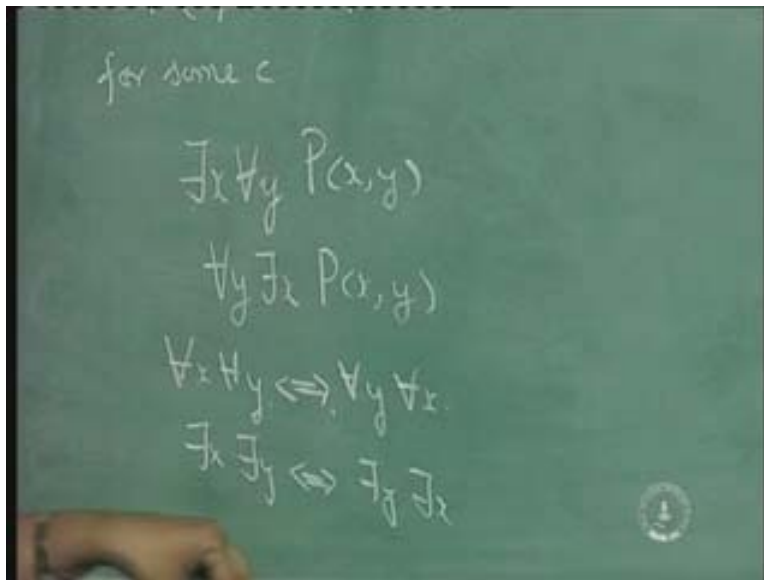 for some c
∃x ∀y P(x,y)
∀y ∃x P(x,y)
∀x ∀y ⟺ ∀y ∀x.
∃x ∃y ⟺ ∃y ∃x